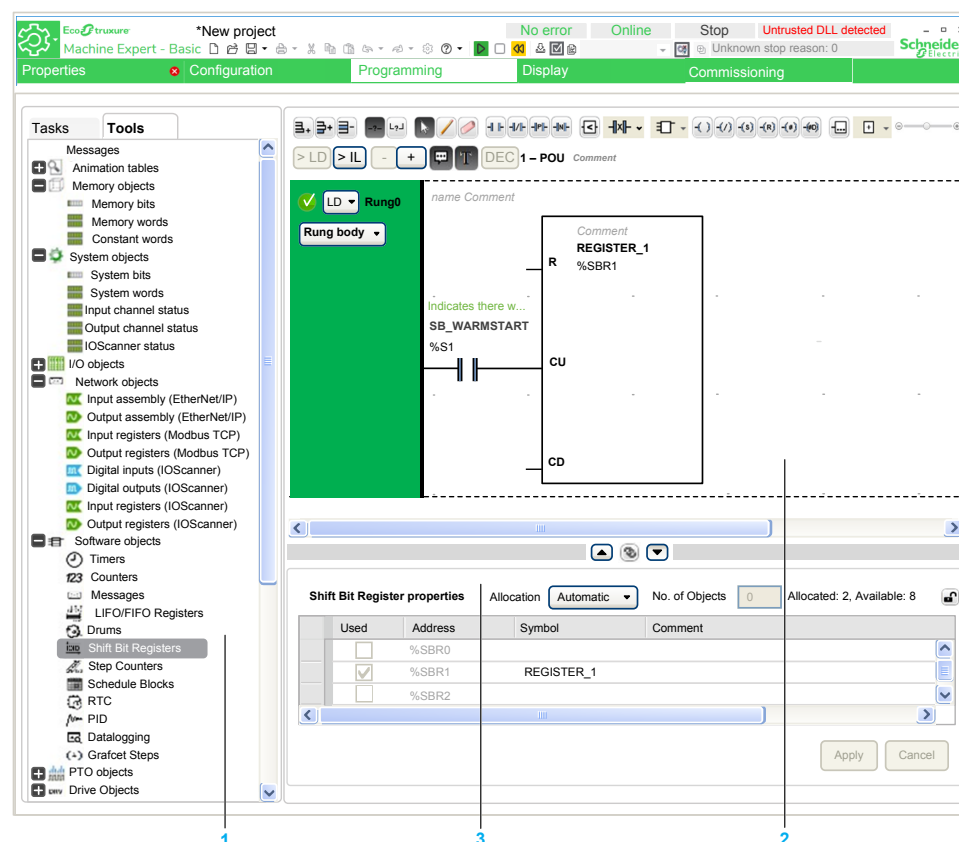 EcoStruxure
Machine Expert - Basic
*New project
No error
Online
Stop
Untrusted DLL detected
Unknown stop reason: 0
Schneide
Electri
Properties
Configuration
Programming
Display
Commissioning
Tasks
Tools
Messages
Animation tables
Memory objects
Memory bits
Memory words
Constant words
System objects
System bits
System words
Input channel status
Output channel status
IOScanner status
I/O objects
Network objects
Input assembly (EtherNet/IP)
Output assembly (EtherNet/IP)
Input registers (Modbus TCP)
Output registers (Modbus TCP)
Digital inputs (IOScanner)
Digital outputs (IOScanner)
Input registers (IOScanner)
Output registers (IOScanner)
Software objects
Timers
123 Counters
Messages
LIFO/FIFO Registers
Drums
Shift Bit Registers
Step Counters
Schedule Blocks
RTC
PID
Datalogging
Grafcet Steps
PTO objects
DRV Drive Objects
> LD
> IL
-
+
T
DEC
1 – POU Comment
LD
Rung0
Rung body
name Comment
Comment
REGISTER_1
R
%SBR1
Indicates there w...
SB_WARMSTART
%S1
CU
CD
Shift Bit Register properties
Allocation
Automatic
No. of Objects
0
Allocated: 2, Available: 8
Used Address Symbol Comment
%SBR0
%SBR1 REGISTER_1
%SBR2
Apply
Cancel
1
3
2